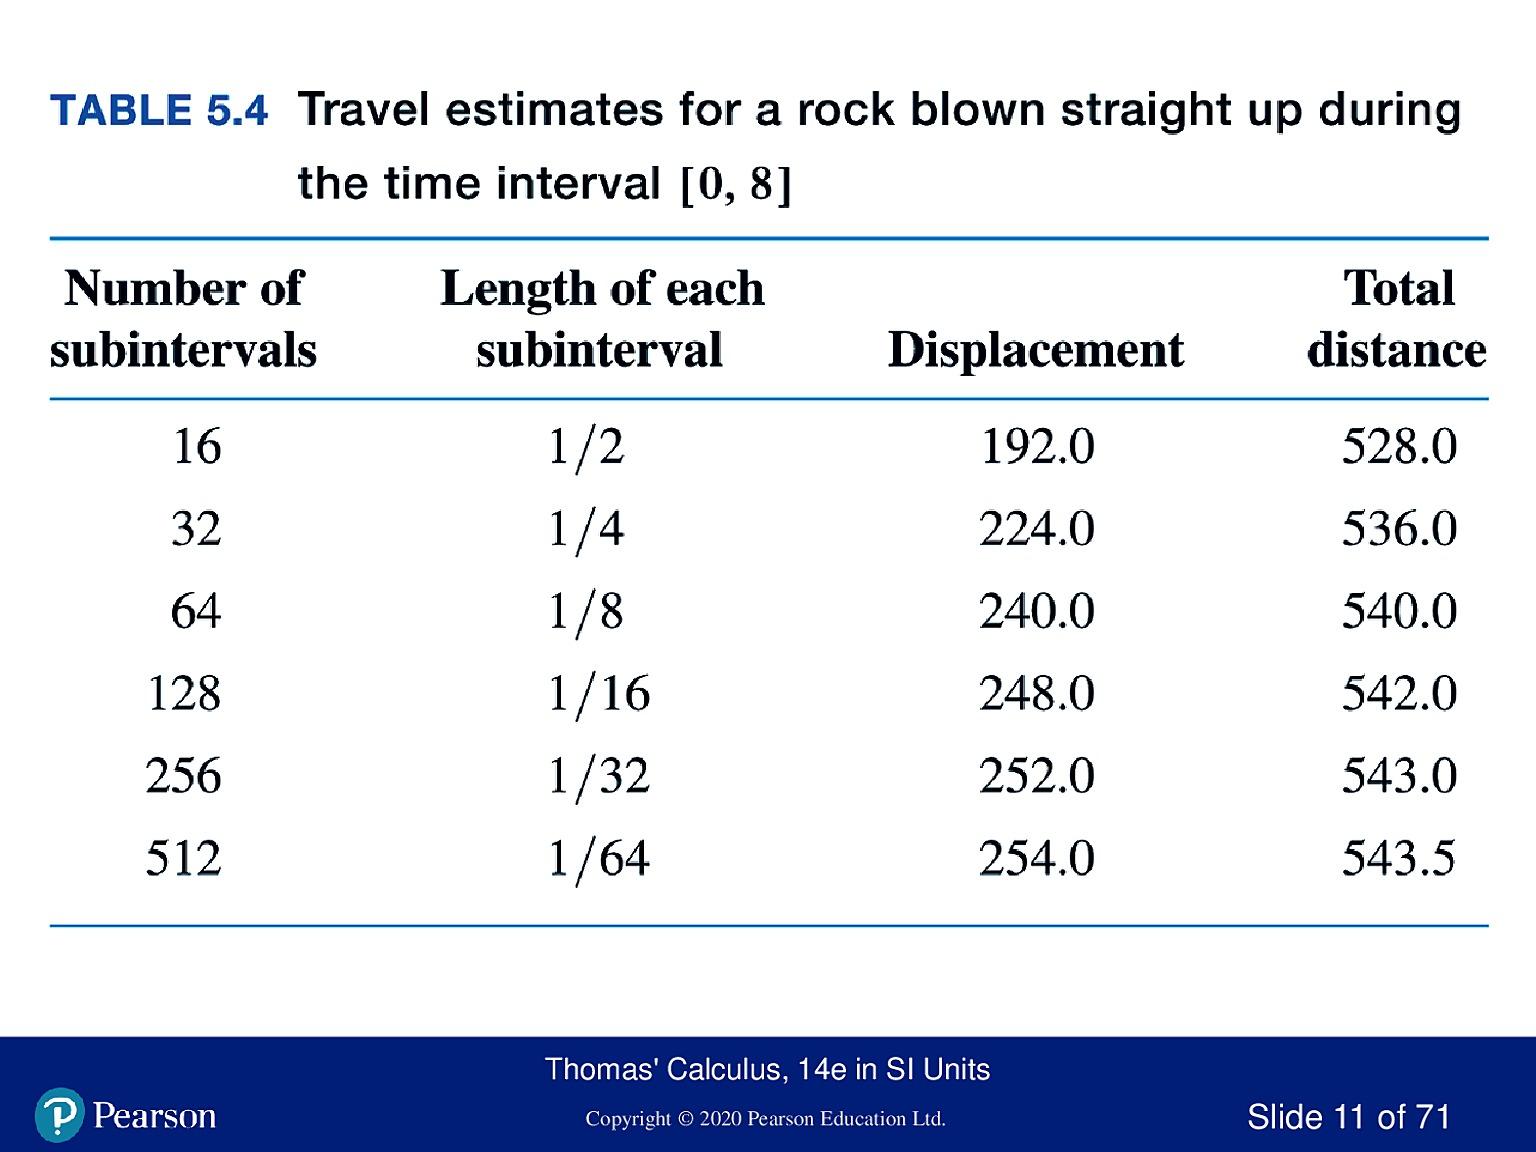 TABLE 5.4 Travel estimates for a rock blown straight up during
the time interval [0, 8]
Number of subintervals Length of each subinterval Displacement Total distance
16 1/2 192.0 528.0
32 1/4 224.0 536.0
64 1/8 240.0 540.0
128 1/16 248.0 542.0
256 1/32 252.0 543.0
512 1/64 254.0 543.5
Thomas' Calculus, 14e in SI Units
Pearson Copyright © 2020 Pearson Education Ltd. Slide 11 of 71